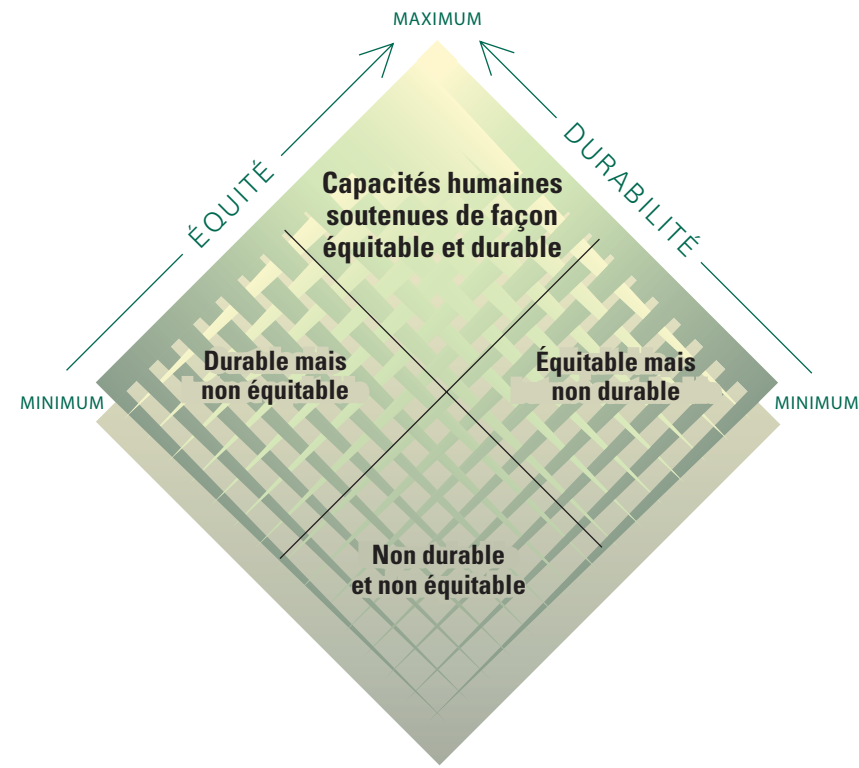 MAXIMUM
ÉQUITÉ
DURABILITÉ
Capacités humaines
soutenues de façon
équitable et durable
Durable mais
non équitable
Équitable mais
non durable
MINIMUM
MINIMUM
Non durable
et non équitable